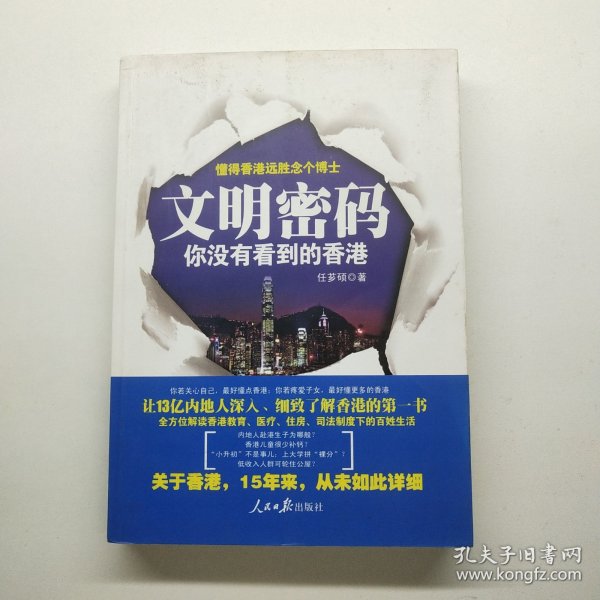 懂得香港远胜念个博士
文明密码
你没有看到的香港
任芗硕◎著
你若关心自己，最好懂点香港；你若疼爱子女，最好懂更多的香港
让13亿内地人深入、细致了解香港的第一书
全方位解读香港教育、医疗、住房、司法制度下的百姓生活
内地人赴港生子为哪般？
香港儿童很少补钙！
“小升初”不是事儿；上大学拼“裸分”？
低收入人群可轮住公屋？
关于香港，15年来，从未如此详细
人民日报出版社
孔夫子旧书网
www.kongfz.com